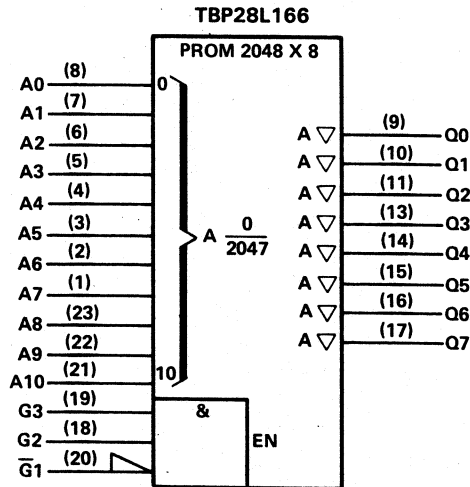 TBP28L166
PROM 2048 X 8
A0 (8) 0
A1 (7)
A2 (6)
A3 (5)
A4 (4)
A5 (3)
A6 (2)
A7 (1)
A8 (23)
A9 (22)
A10 (21) 10
G3 (19)
G2 (18)
G̅1 (20)
A 0/2047
&
EN
A ▽ (9) Q0
A ▽ (10) Q1
A ▽ (11) Q2
A ▽ (13) Q3
A ▽ (14) Q4
A ▽ (15) Q5
A ▽ (16) Q6
A ▽ (17) Q7